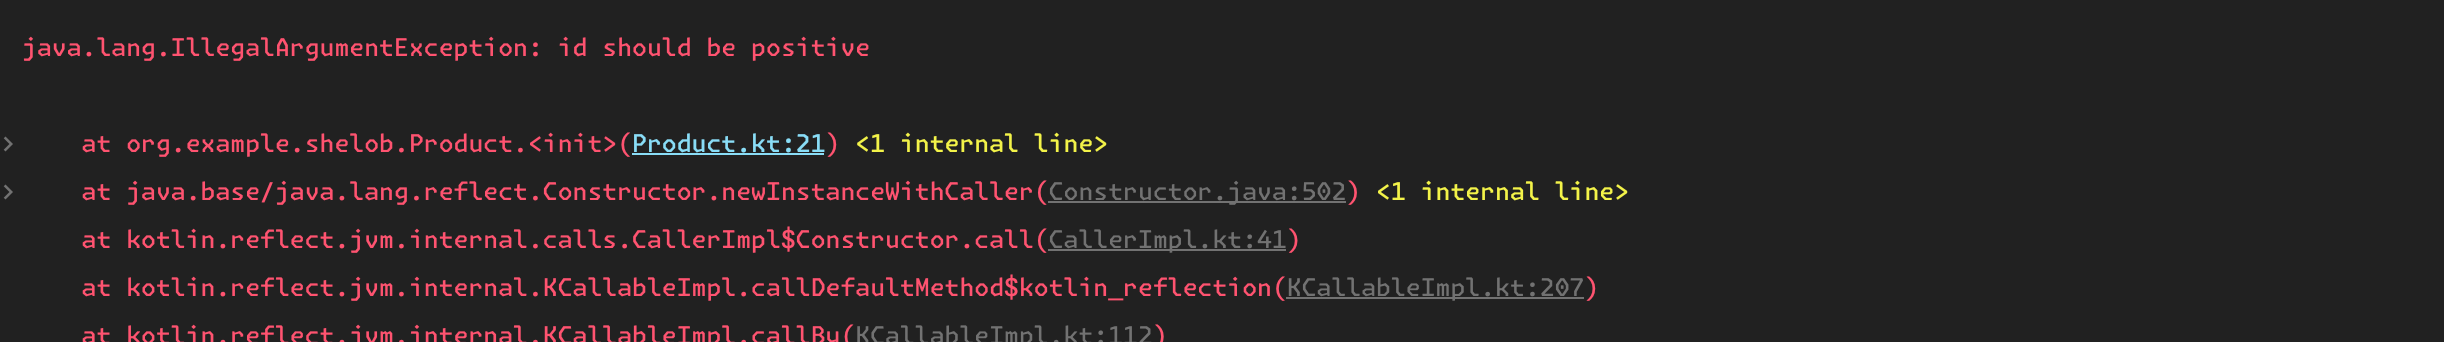 java.lang.IllegalArgumentException: id should be positive
at org.example.shelob.Product.<init>(Product.kt:21) <1 internal line>
at java.base/java.lang.reflect.Constructor.newInstanceWithCaller(Constructor.java:502) <1 internal line>
at kotlin.reflect.jvm.internal.calls.CallerImpl$Constructor.call(CallerImpl.kt:41)
at kotlin.reflect.jvm.internal.KCallableImpl.callDefaultMethod$kotlin_reflection(KCallableImpl.kt:207)
at kotlin.reflect.jvm.internal.KCallableImpl.callBy(KCallableImpl.kt:112)